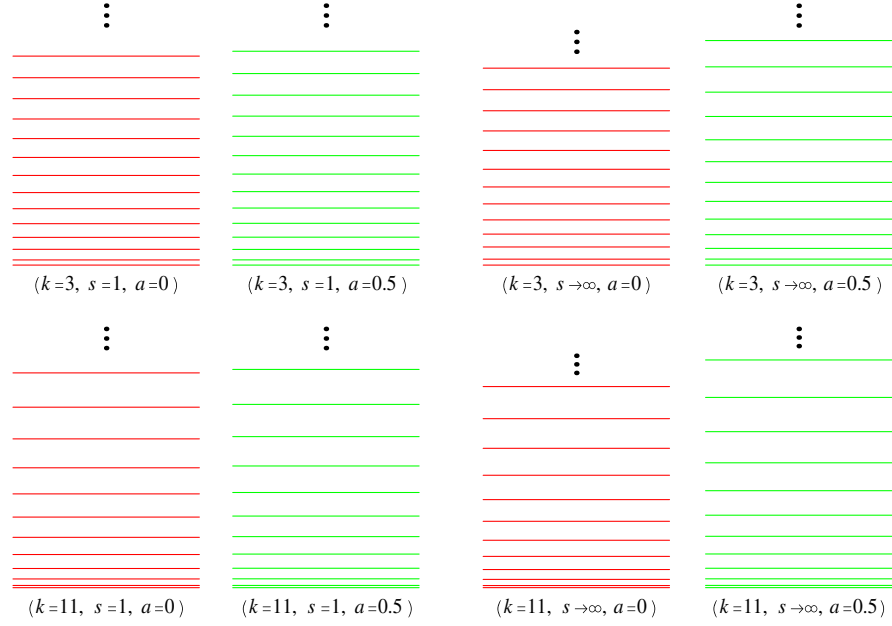 (k=3, s=1, a=0) (k=3, s=1, a=0.5) (k=3, s→∞, a=0) (k=3, s→∞, a=0.5)
(k=11, s=1, a=0) (k=11, s=1, a=0.5) (k=11, s→∞, a=0) (k=11, s→∞, a=0.5)